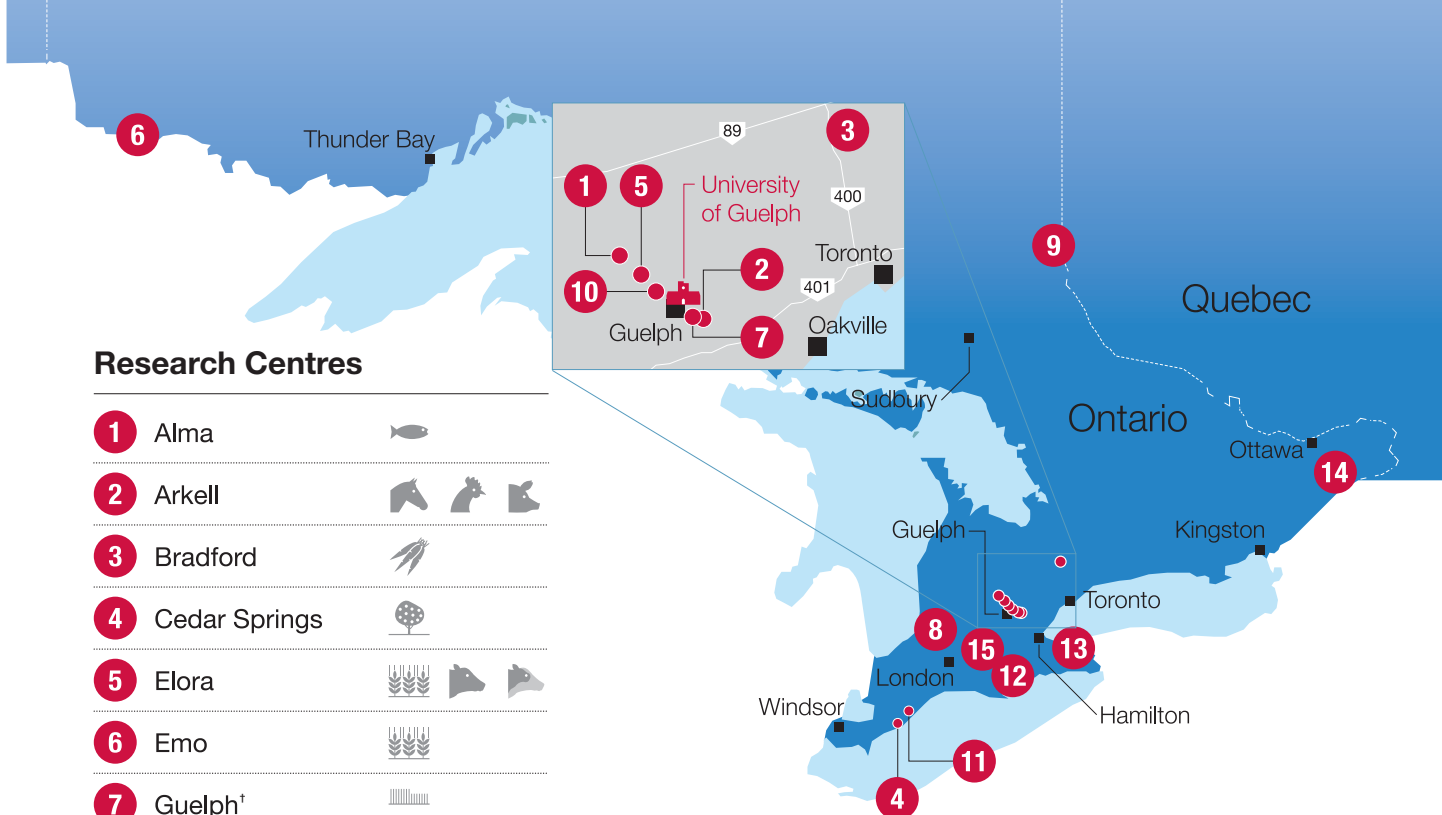 6
Thunder Bay
89
3
1
5
University
of Guelph
400
Toronto
2
10
401
Guelph
7
Oakville
9
Quebec
Sudbury
Ontario
Ottawa
14
Guelph
Kingston
Toronto
8
15
13
12
London
Windsor
Hamilton
11
4
Research Centres
1 Alma
2 Arkell
3 Bradford
4 Cedar Springs
5 Elora
6 Emo
7 Guelph†